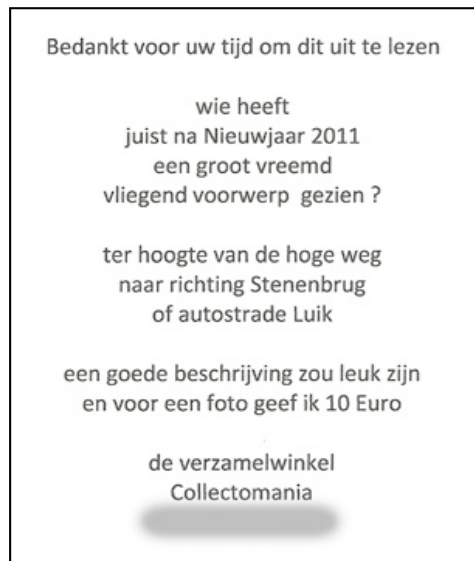 Bedankt voor uw tijd om dit uit te lezen
wie heeft
juist na Nieuwjaar 2011
een groot vreemd
vliegend voorwerp gezien ?
ter hoogte van de hoge weg
naar richting Stenenbrug
of autostrade Luik
een goede beschrijving zou leuk zijn
en voor een foto geef ik 10 Euro
de verzamelwinkel
Collectomania